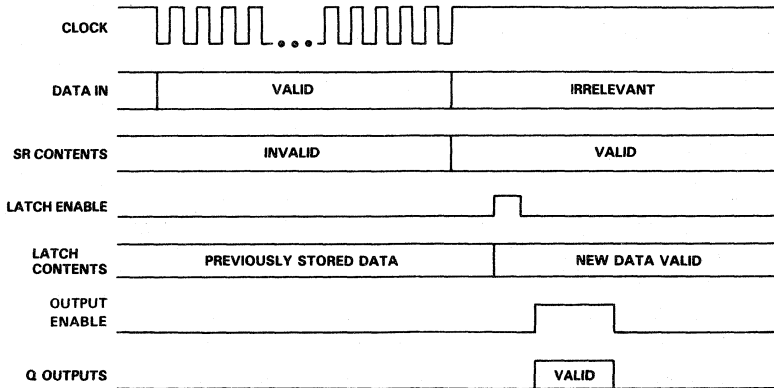 CLOCK
DATA IN
VALID
IRRELEVANT
SR CONTENTS
INVALID
VALID
LATCH ENABLE
LATCH
CONTENTS
PREVIOUSLY STORED DATA
NEW DATA VALID
OUTPUT
ENABLE
Q OUTPUTS
VALID